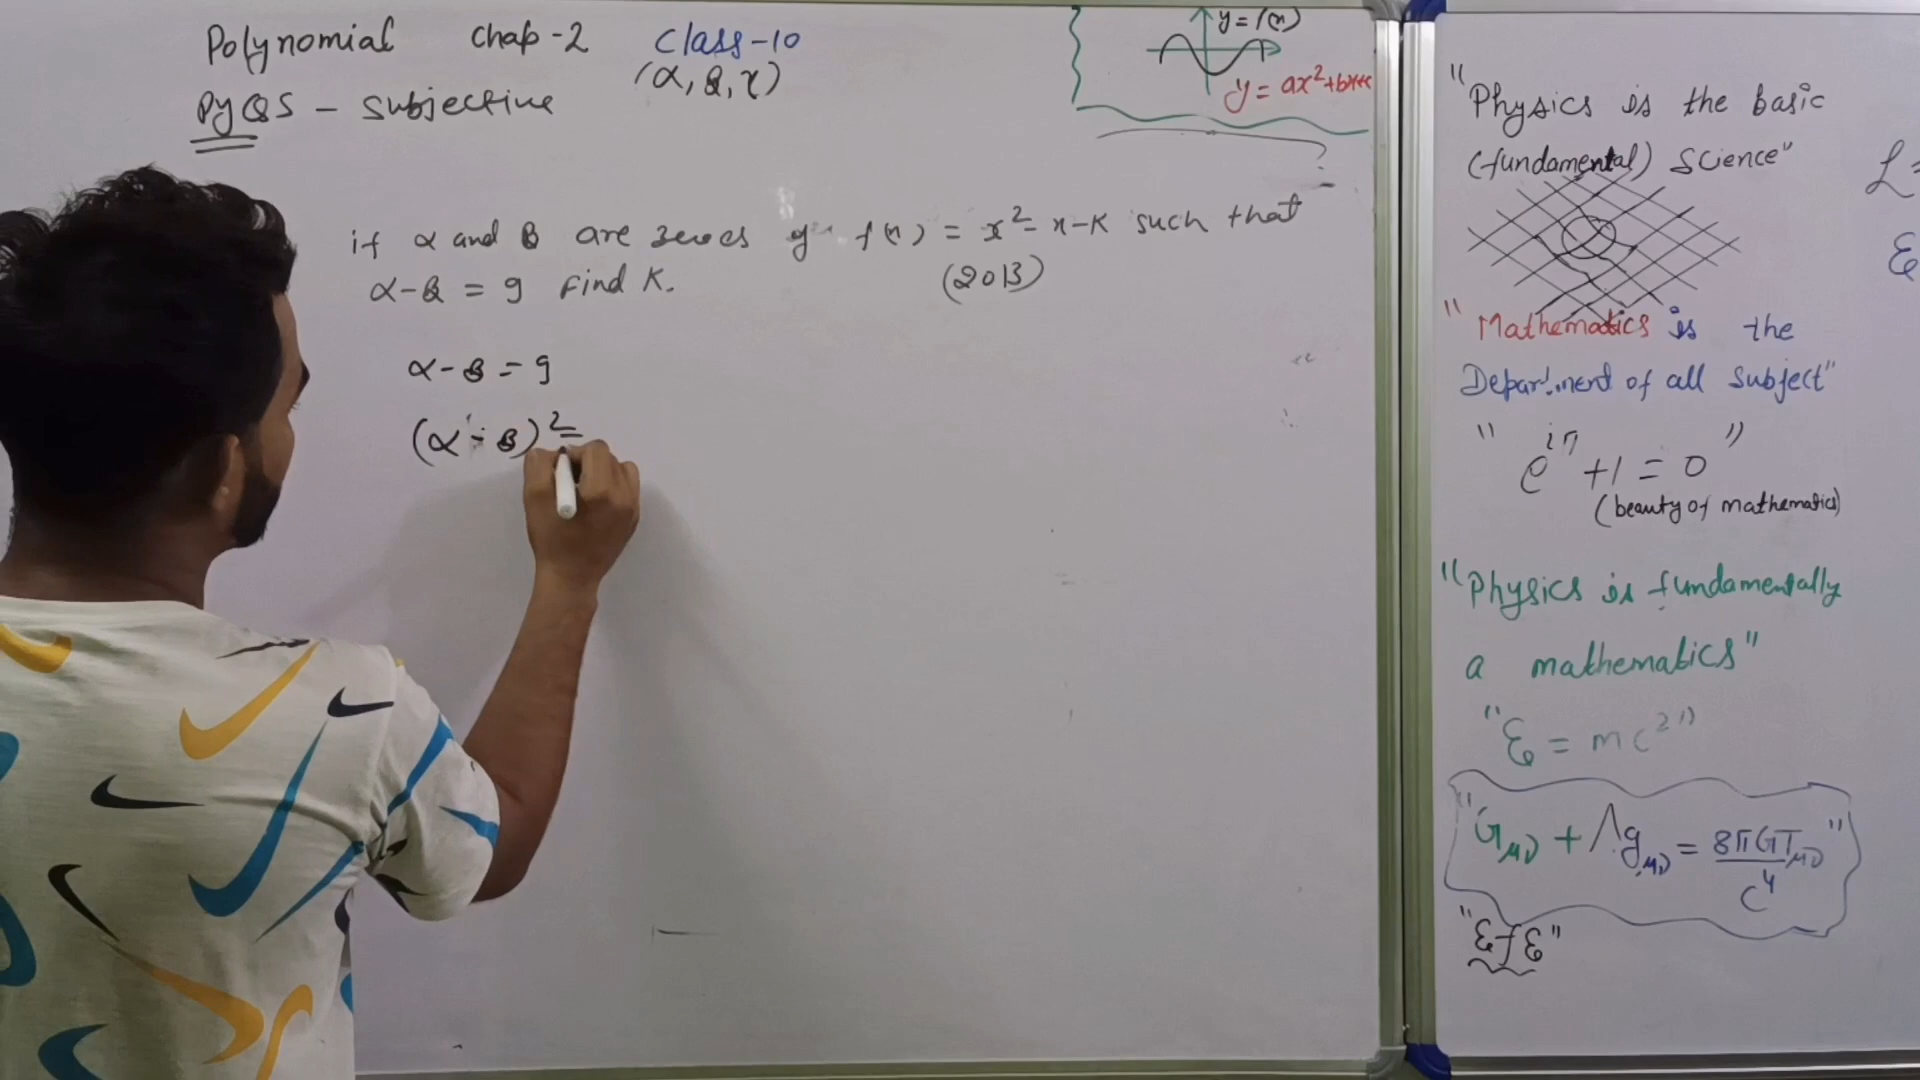 Polynomial chap-2 Class-10
(α, β, γ)
PYQS - Subjective
y = f(x)
y = ax²+bx+c
if α and β are zeroes of f(x) = x² - x - K such that
α-β = 9 find K. (2013)
α-β = 9
(α-β)² =
"Physics is the basic
(fundamental) Science"
"Mathematics is the
Department of all Subject"
"e^iπ + 1 = 0"
(beauty of mathematics)
"Physics is fundamentally
a mathematics"
"E = mc²"
"Gμν + Λgμν = 8πGTμν / c⁴"
"EfE"
L =
E